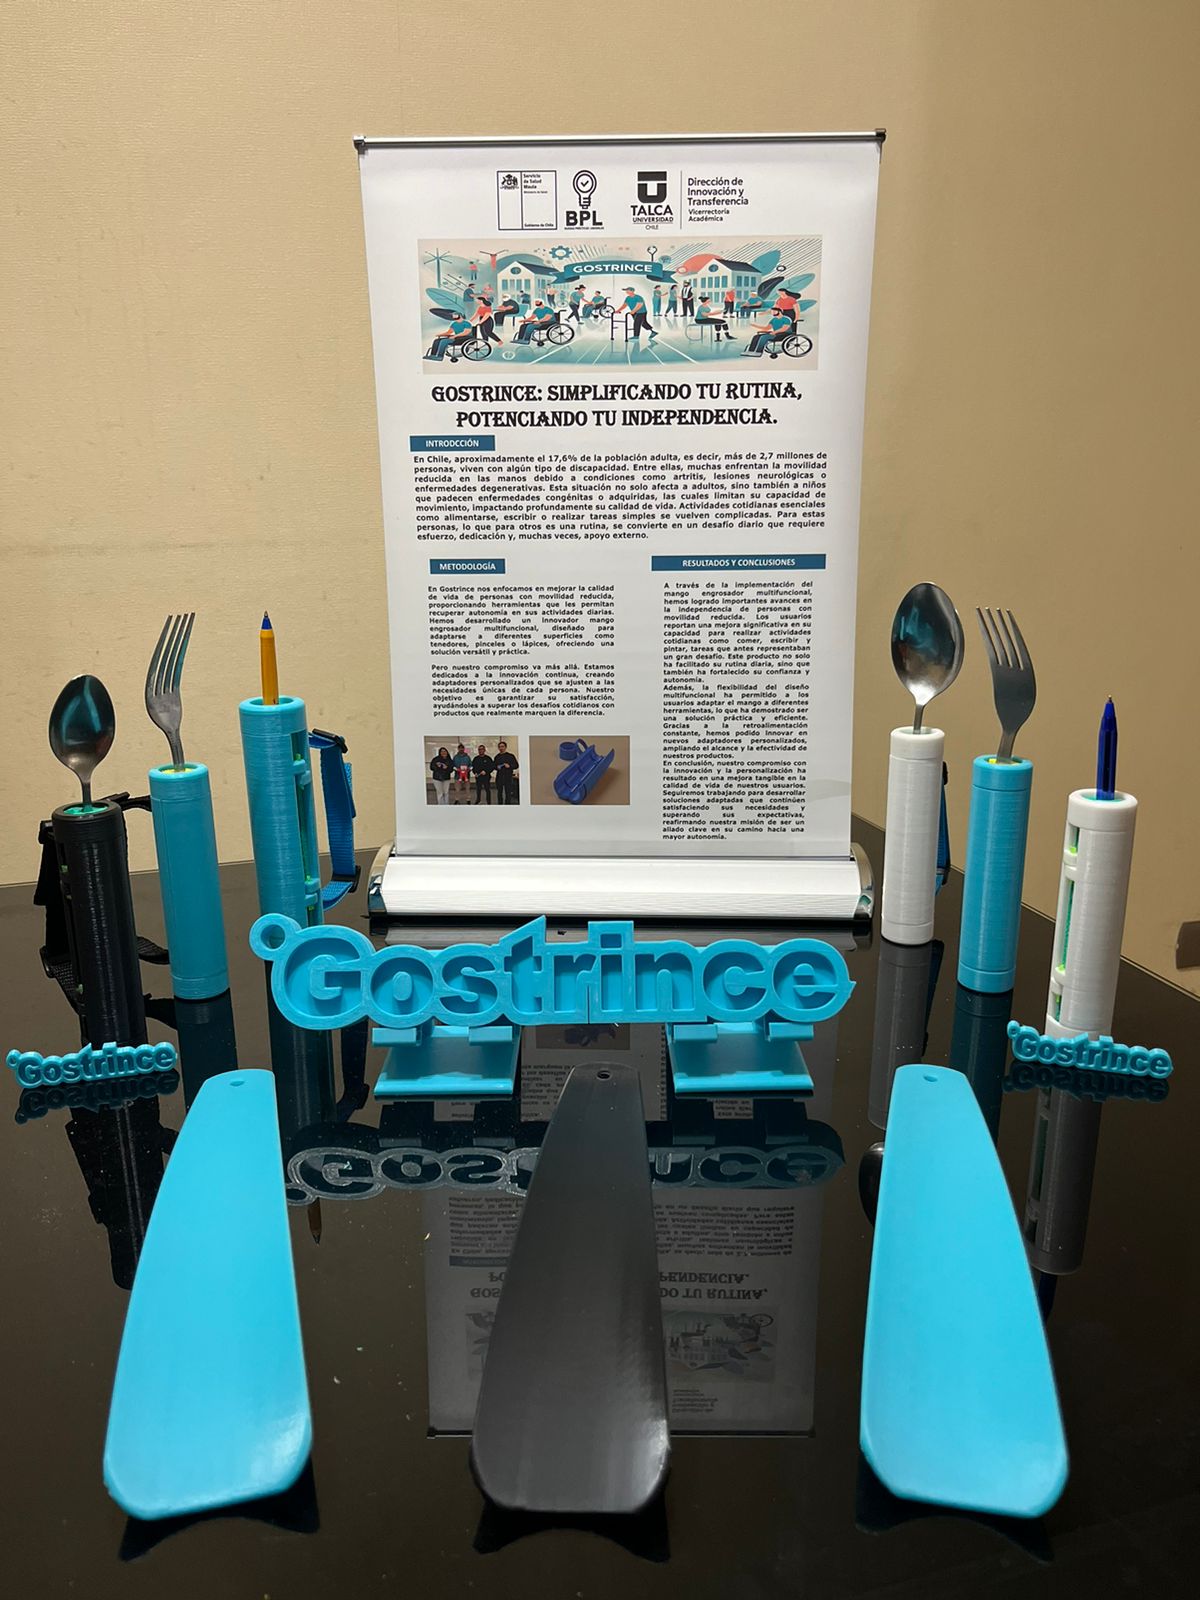 Servicio
de Salud
Maule
Gobierno de Chile
BPL
TALCA
UNIVERSIDAD
CHILE
Dirección de
Innovación y
Transferencia
Vicerrectoría
Académica
GOSTRINCE
GOSTRINCE: SIMPLIFICANDO TU RUTINA,
POTENCIANDO TU INDEPENDENCIA.
INTRODCCIÓN
En Chile, aproximadamente el 17,6% de la población adulta, es decir, más de 2,7 millones de
personas, viven con algún tipo de discapacidad. Entre ellas, muchas enfrentan la movilidad
reducida en las manos debido a condiciones como artritis, lesiones neurológicas o
enfermedades degenerativas. Esta situación no solo afecta a adultos, sino también a niños
que padecen enfermedades congénitas o adquiridas, las cuales limitan su capacidad de
movimiento, impactando profundamente su calidad de vida. Actividades cotidianas esenciales
como alimentarse, escribir o realizar tareas simples se vuelven complicadas. Para estas
personas, lo que para otros es una rutina, se convierte en un desafío diario que requiere
esfuerzo, dedicación y, muchas veces, apoyo externo.
METODOLOGÍA
En Gostrince nos enfocamos en mejorar la calidad
de vida de personas con movilidad reducida,
proporcionando herramientas que les permitan
recuperar autonomía en sus actividades diarias.
Hemos desarrollado un innovador mango
engrosador multifuncional, diseñado para
adaptarse a diferentes superficies como
tenedores, pinceles o lápices, ofreciendo una
solución versátil y práctica.
Pero nuestro compromiso va más allá. Estamos
dedicados a la innovación continua, creando
adaptadores personalizados que se ajusten a las
necesidades únicas de cada persona. Nuestro
objetivo es garantizar su satisfacción,
ayudándoles a superar los desafíos cotidianos con
productos que realmente marquen la diferencia.
RESULTADOS Y CONCLUSIONES
A través de la implementación del
mango engrosador multifuncional,
hemos logrado importantes avances en
la independencia de personas con
movilidad reducida. Los usuarios
reportan una mejora significativa en su
capacidad para realizar actividades
cotidianas como comer, escribir y
pintar, tareas que antes representaban
un gran desafío. Este producto no solo
ha facilitado su rutina diaria, sino que
también ha fortalecido su confianza y
autonomía.
Además, la flexibilidad del diseño
multifuncional ha permitido a los
usuarios adaptar el mango a diferentes
herramientas, lo que ha demostrado ser
una solución práctica y eficiente.
Gracias a la retroalimentación
constante, hemos podido innovar en
nuevos adaptadores personalizados,
ampliando el alcance y la efectividad de
nuestros productos.
En conclusión, nuestro compromiso con
la innovación y la personalización ha
resultado en una mejora tangible en la
calidad de vida de nuestros usuarios.
Seguiremos trabajando para desarrollar
soluciones adaptadas que continúen
satisfaciendo sus necesidades y
superando sus expectativas,
reafirmando nuestra misión de ser un
aliado clave en su camino hacia una
mayor autonomía.
Gostrince
Gostrince
Gostrince